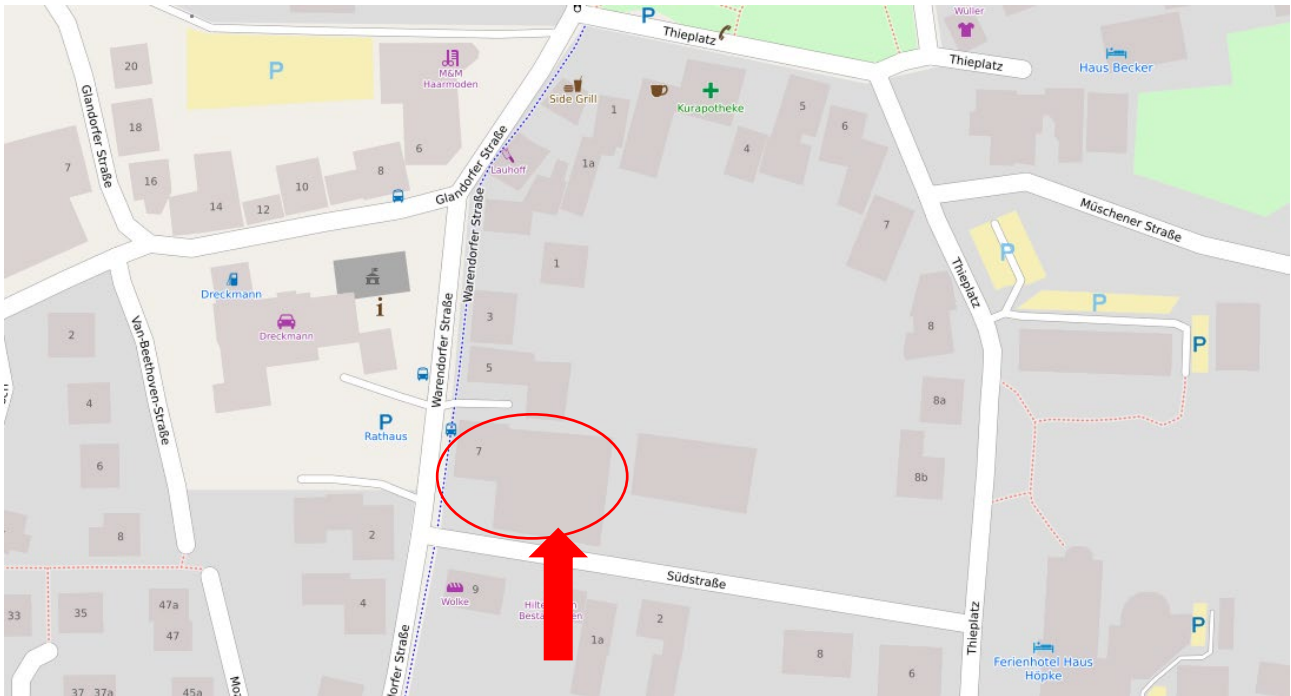 P
Thieplatz
Wüller
Thieplatz
Haus Becker
20
P
M&M
Haarmoden
Side Grill
Kurapotheke
Glandorfer Straße
18
1
5
6
4
7
16
14
12
10
8
6
Glandorfer Straße
Lauhoff
1a
Müschener Straße
7
P
Warendorfer Straße
1
Thieplatz
Dreckmann
i
Dreckmann
3
P
8
P
2
Van-Beethoven-Straße
Warendorfer Straße
5
4
8a
P
Rathaus
7
6
8b
8
2
Südstraße
Wolke
9
33
35
47a
47
4
1a
2
Thieplatz
P
8
6
Ferienhotel Haus
Höpke
37
37a
45a